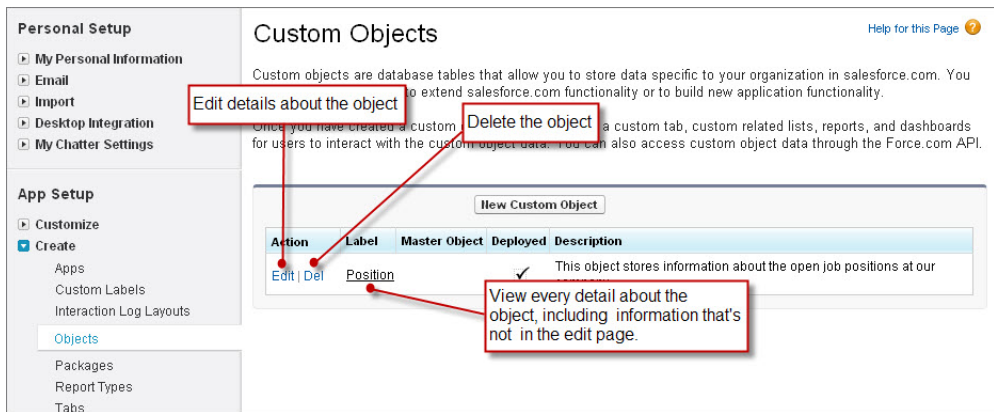 Personal Setup
My Personal Information
Email
Import
Desktop Integration
My Chatter Settings
App Setup
Customize
Create
Apps
Custom Labels
Interaction Log Layouts
Objects
Packages
Report Types
Tabs
Custom Objects
Help for this Page
Custom objects are database tables that allow you to store data specific to your organization in salesforce.com. You
to extend salesforce.com functionality or to build new application functionality.
Edit details about the object
Delete the object
Once you have created a custom a custom tab, custom related lists, reports, and dashboards
for users to interact with the custom object data. You can also access custom object data through the Force.com API.
New Custom Object
Action Label Master Object Deployed Description
Edit | Del Position This object stores information about the open job positions at our
View every detail about the
object, including information that's
not in the edit page.